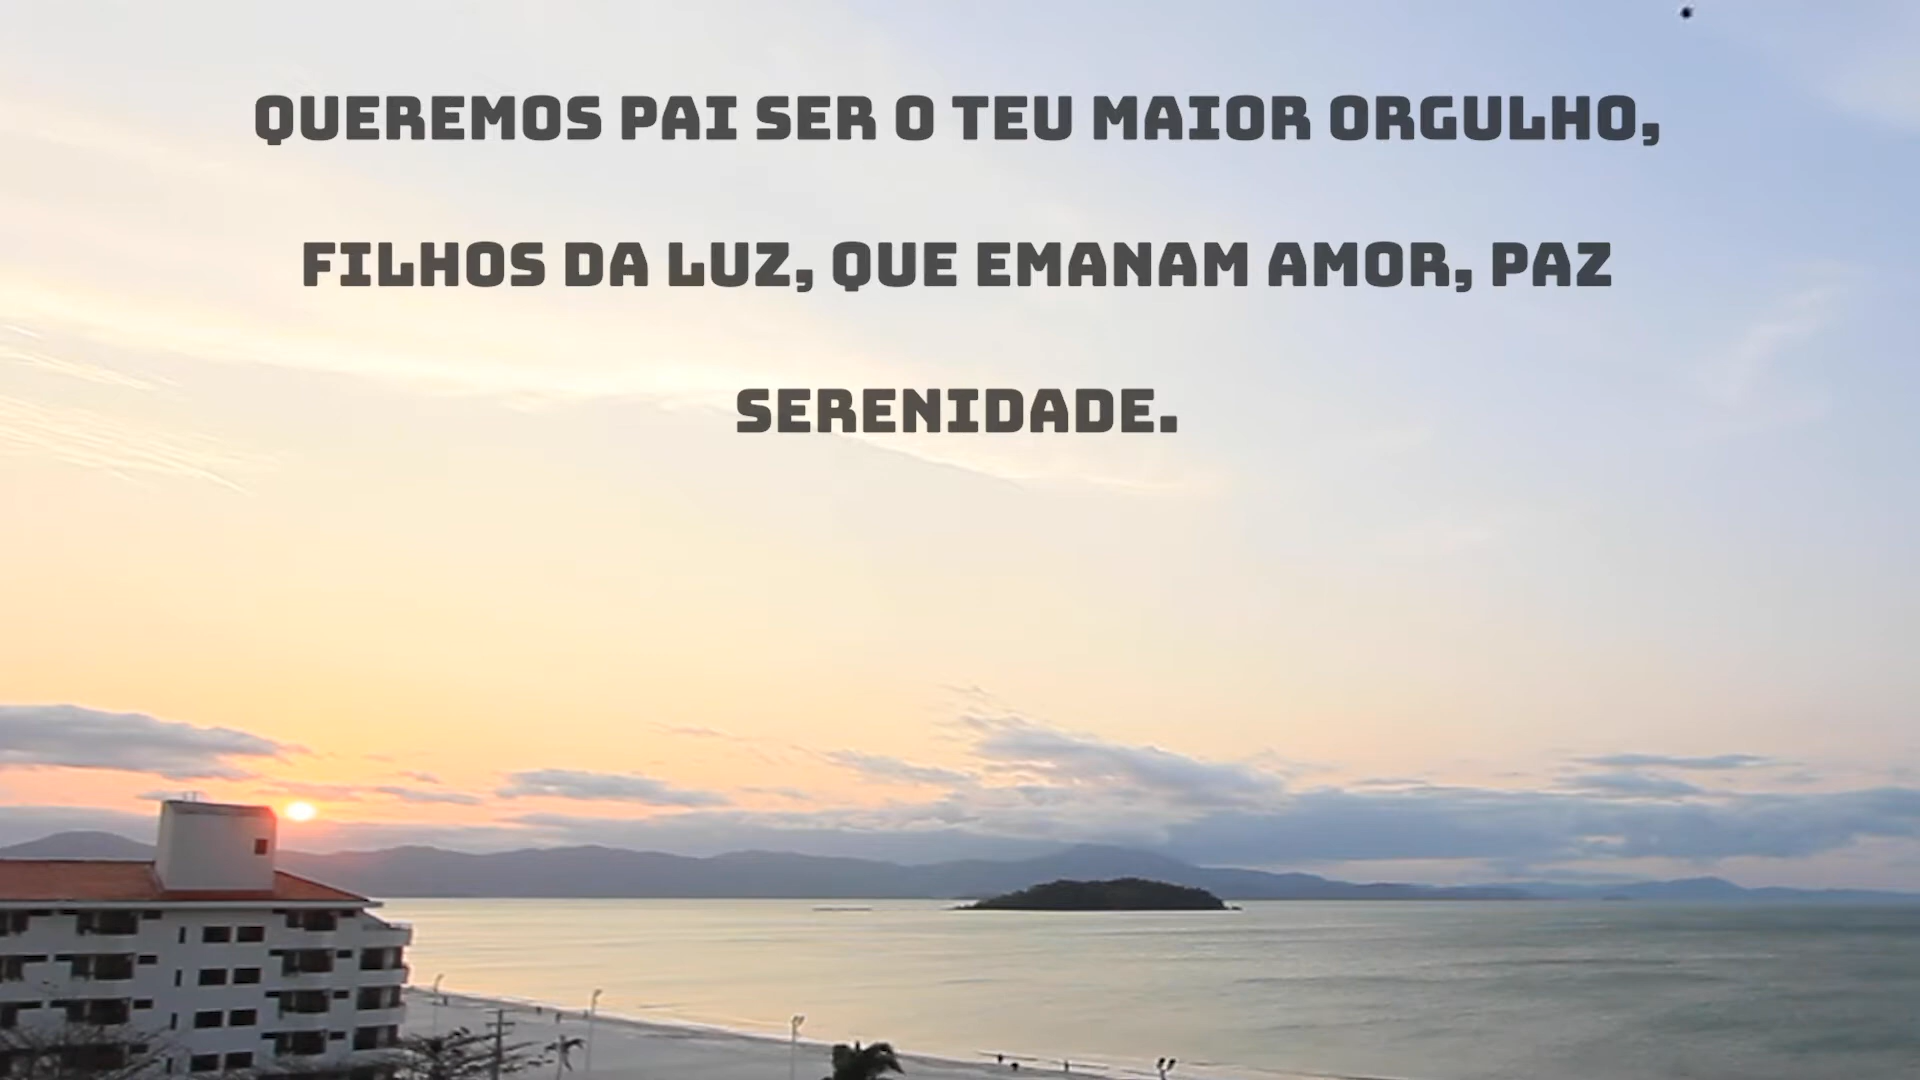 QUEREMOS PAI SER O TEU MAIOR ORGULHO,
FILHOS DA LUZ, QUE EMANAM AMOR, PAZ
SERENIDADE.